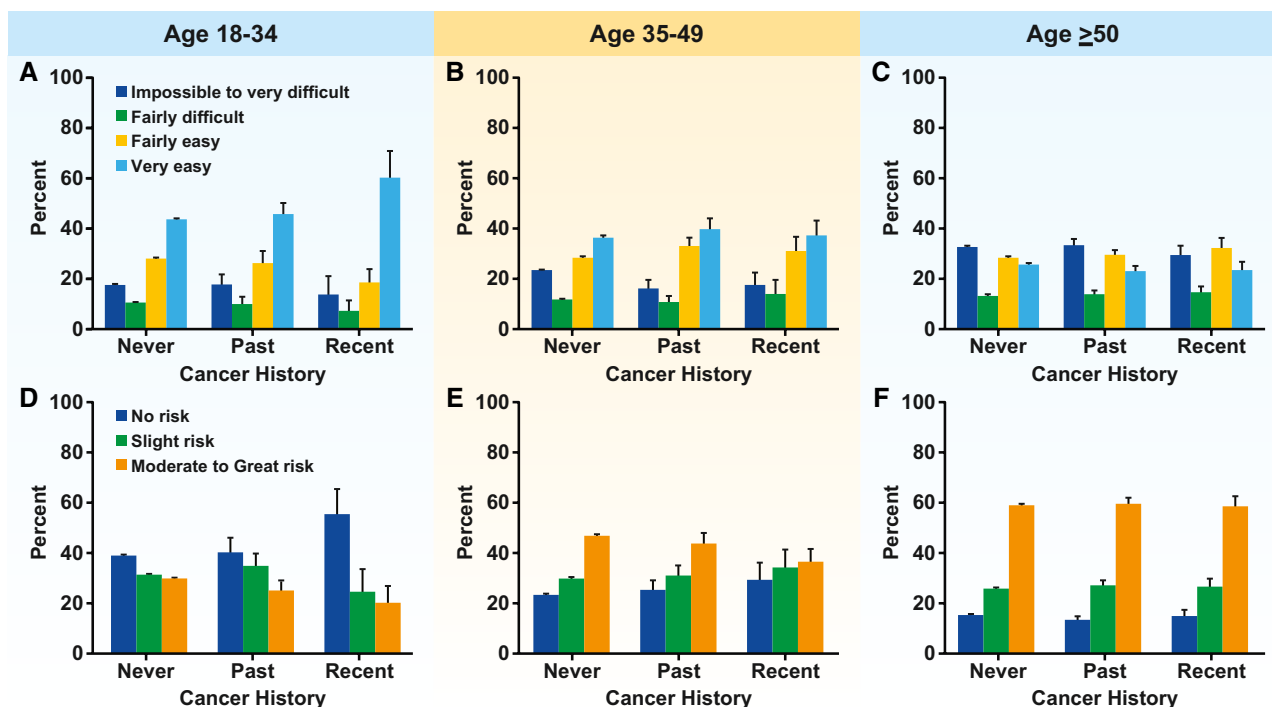 Age 18-34
Age 35-49
Age ≥50
A
100
80
60
40
20
0
Percent
Impossible to very difficult
Fairly difficult
Fairly easy
Very easy
Never
Past
Recent
Cancer History
B
100
80
60
40
20
0
Percent
Never
Past
Recent
Cancer History
C
100
80
60
40
20
0
Percent
Never
Past
Recent
Cancer History
D
100
80
60
40
20
0
Percent
No risk
Slight risk
Moderate to Great risk
Never
Past
Recent
Cancer History
E
100
80
60
40
20
0
Percent
Never
Past
Recent
Cancer History
F
100
80
60
40
20
0
Percent
Never
Past
Recent
Cancer History